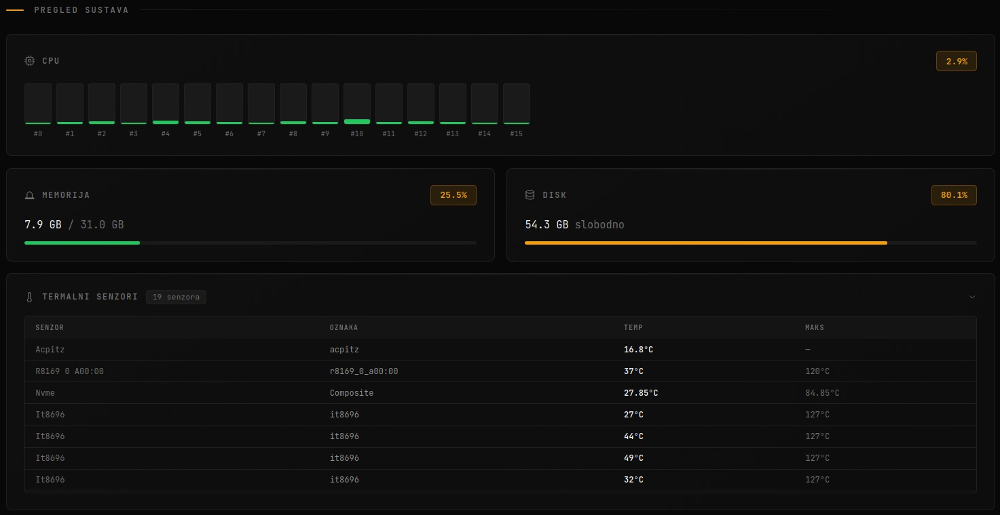 PREGLED SUSTAVA
CPU 2.9%
#0 #1 #2 #3 #4 #5 #6 #7 #8 #9 #10 #11 #12 #13 #14 #15
MEMORIJA 25.5%
7.9 GB / 31.0 GB
DISK 80.1%
54.3 GB slobodno
TERMALNI SENZORI 19 senzora
SENZOR OZNAKA TEMP MAKS
Acpitz acpitz 16.8°C —
R8169 0 A00:00 r8169_0_a00:00 37°C 120°C
Nvme Composite 27.85°C 84.85°C
It8696 it8696 27°C 127°C
It8696 it8696 44°C 127°C
It8696 it8696 49°C 127°C
It8696 it8696 32°C 127°C